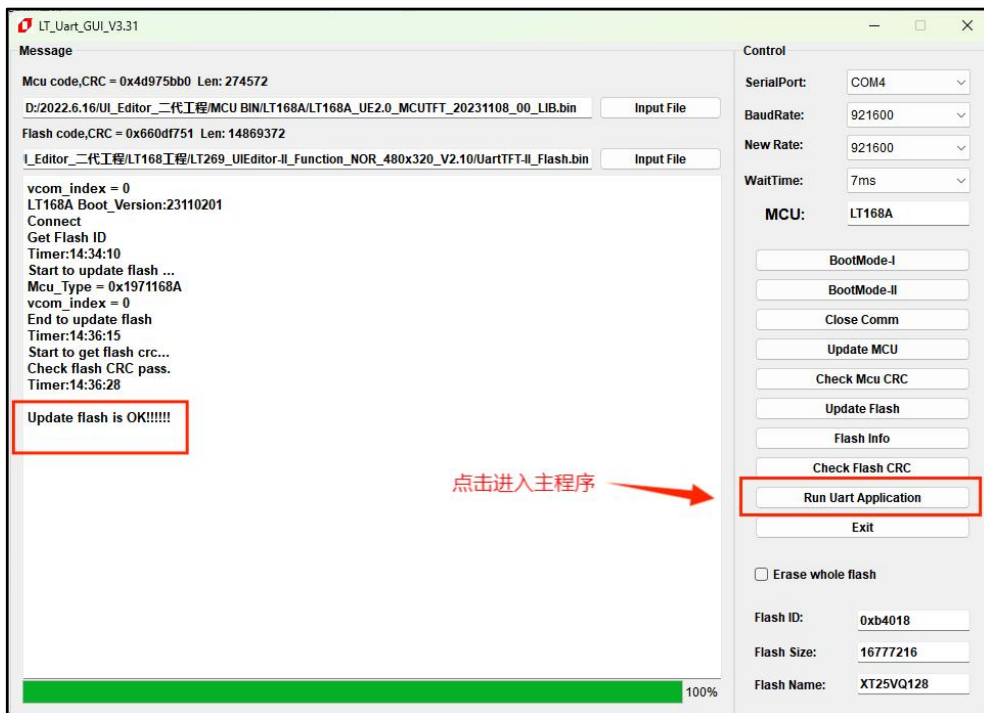 LT_Uart_GUI_V3.31
Message
Mcu code,CRC = 0x4d975bb0 Len: 274572
D:/2022.6.16/UI_Editor_二代工程/MCU BIN/LT168A/LT168A_UE2.0_MCUTFT_20231108_00_LIB.bin
Input File
Flash code,CRC = 0x660df751 Len: 14869372
I_Editor_二代工程/LT168工程/LT269_UIEditor-II_Function_NOR_480x320_V2.10/UartTFT-II_Flash.bin
Input File
vcom_index = 0
LT168A Boot_Version:23110201
Connect
Get Flash ID
Timer:14:34:10
Start to update flash ...
Mcu_Type = 0x1971168A
vcom_index = 0
End to update flash
Timer:14:36:15
Start to get flash crc...
Check flash CRC pass.
Timer:14:36:28
Update flash is OK!!!!!!
点击进入主程序
100%
Control
SerialPort:
COM4
BaudRate:
921600
New Rate:
921600
WaitTime:
7ms
MCU:
LT168A
BootMode-I
BootMode-II
Close Comm
Update MCU
Check Mcu CRC
Update Flash
Flash Info
Check Flash CRC
Run Uart Application
Exit
Erase whole flash
Flash ID:
0xb4018
Flash Size:
16777216
Flash Name:
XT25VQ128